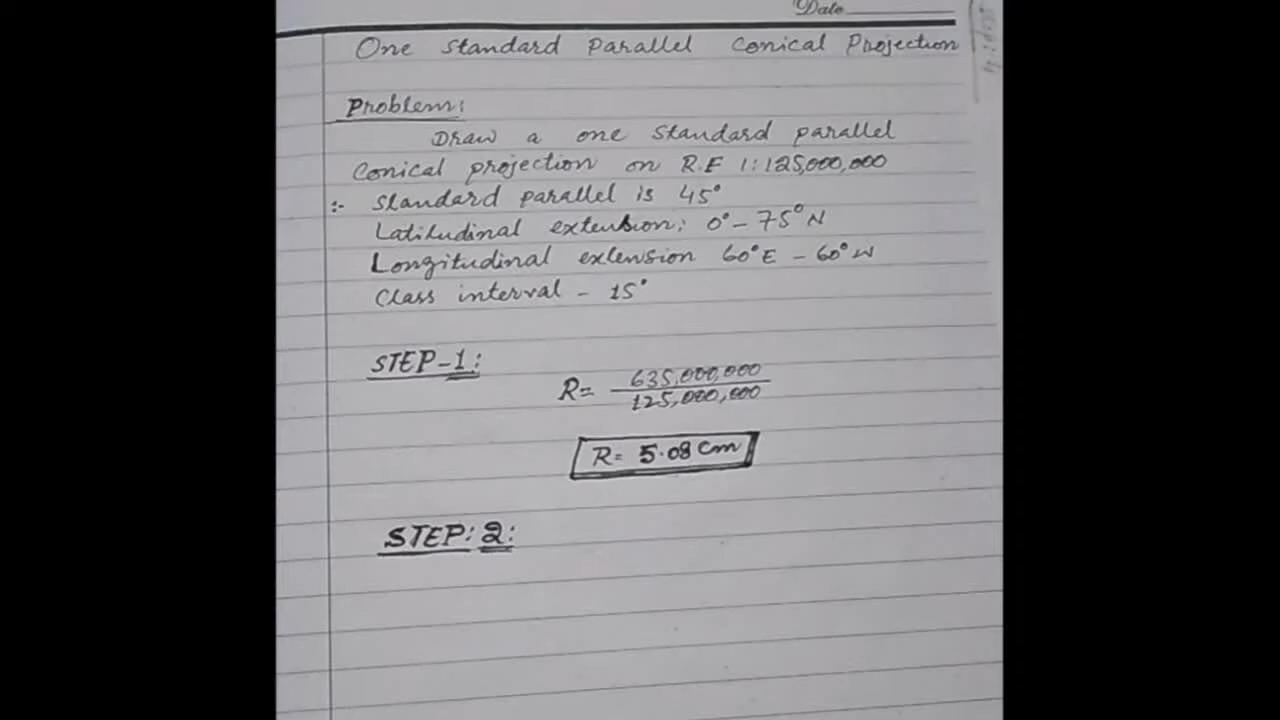 Date
One Standard Parallel Conical Projection
Problem:
Draw a one standard parallel
Conical projection on R.F 1:125,000,000
:- Standard parallel is 45°
Latitudinal extension: 0° - 75° N
Longitudinal extension 60° E - 60° W
Class interval - 15°
STEP-1:
R= 635,000,000
125,000,000
R= 5.08 cm
STEP: 2: